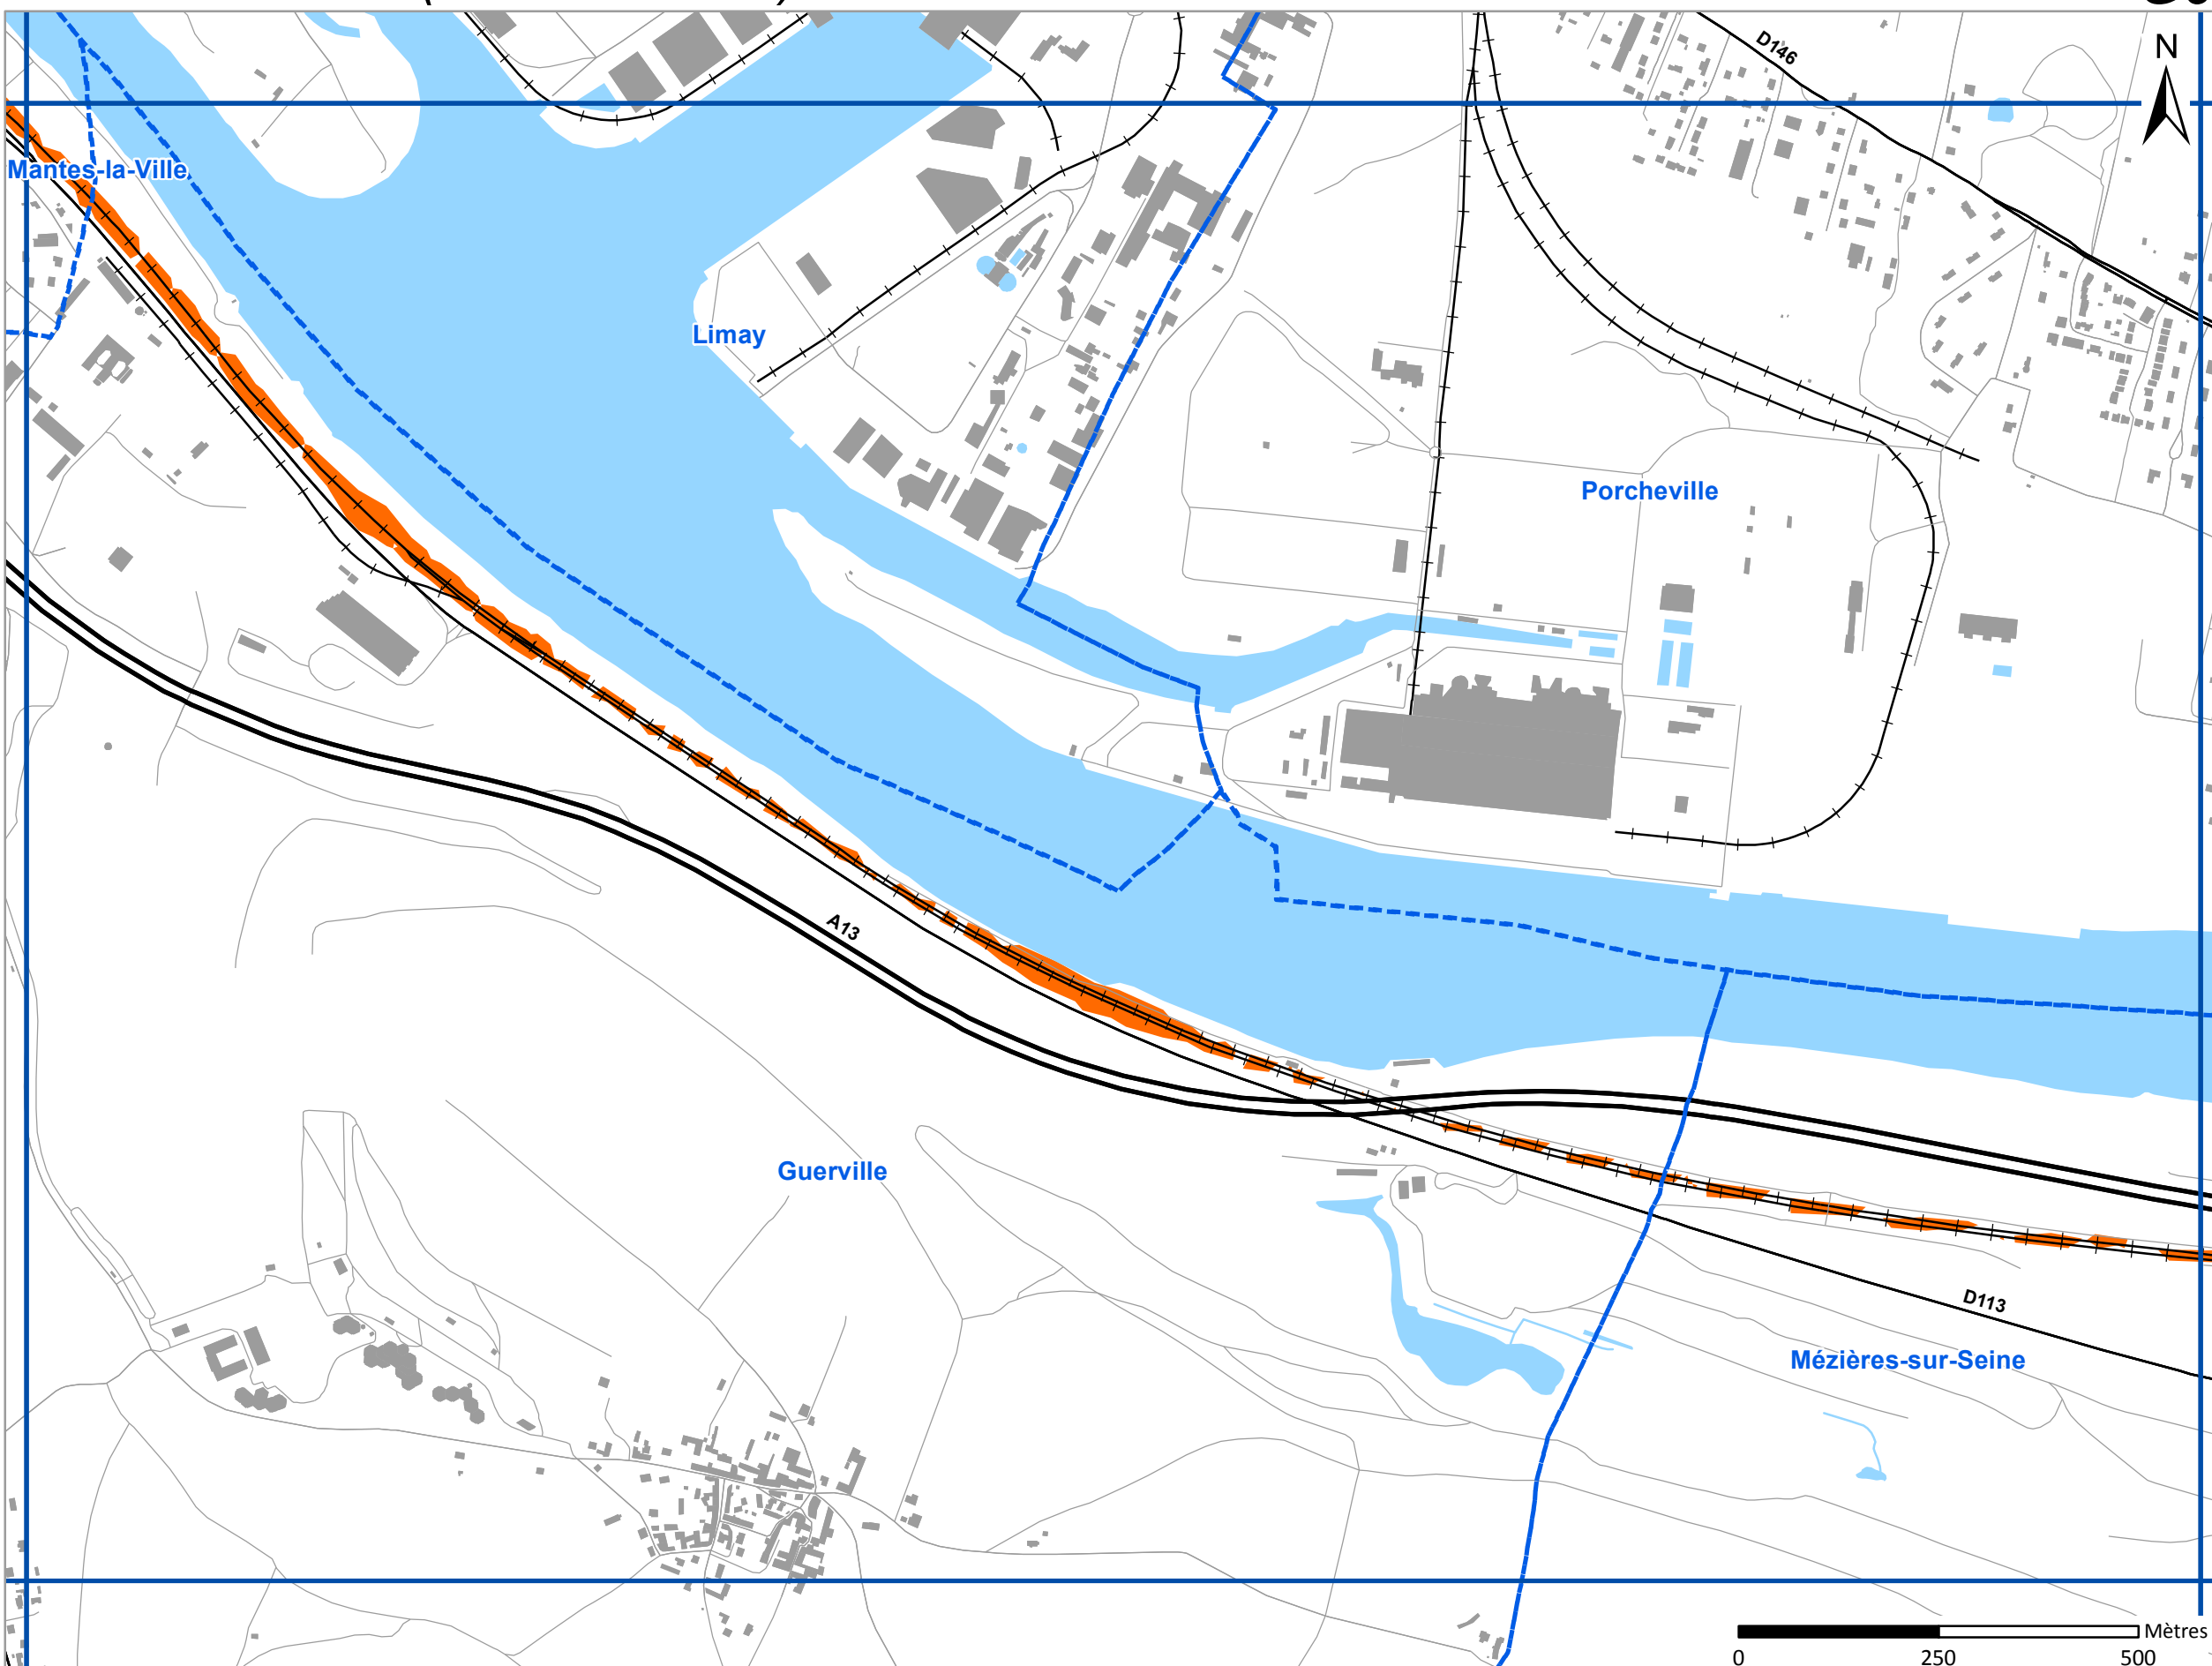 N
D146
Mantes-la-Ville
Limay
Porcheville
A13
Guerville
D113
Mézières-sur-Seine
Mètres
0 250 500